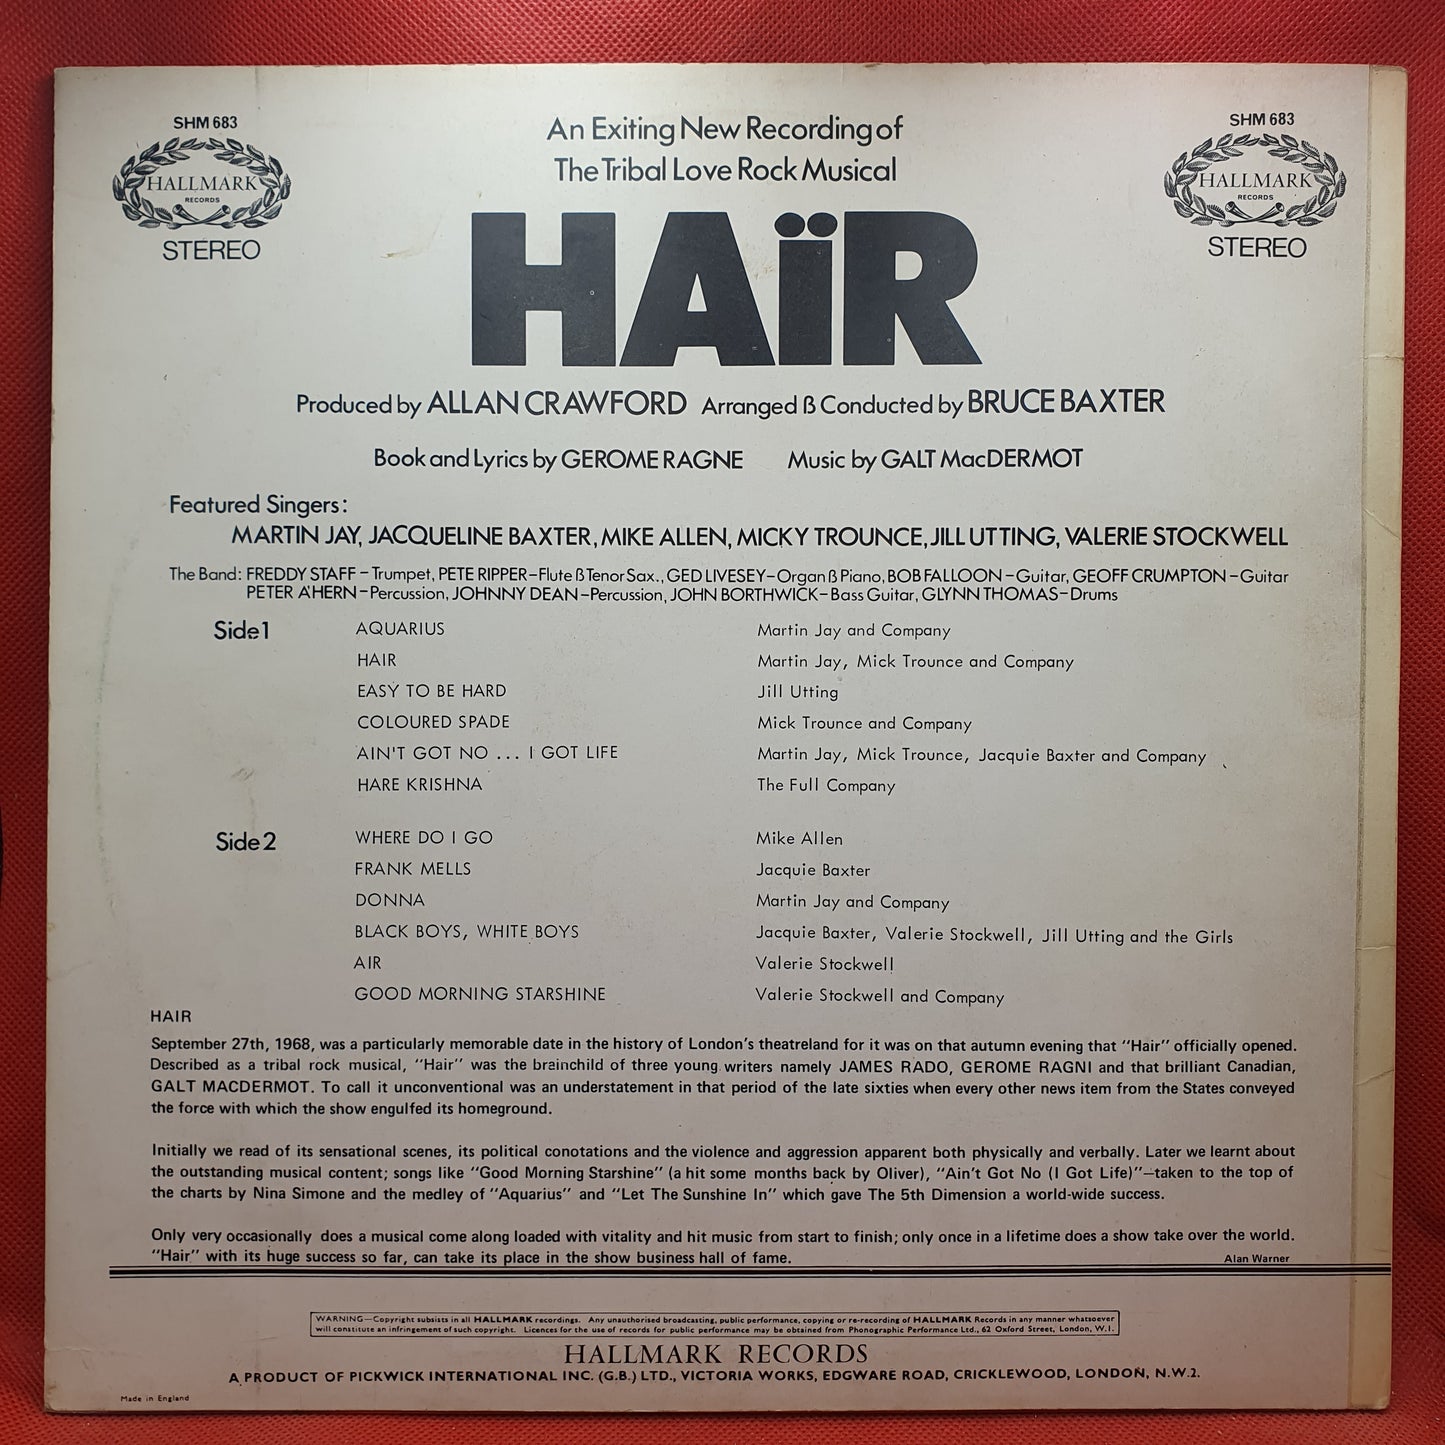 SHM 683
HALLMARK
RECORDS
STEREO
An Exiting New Recording of
The Tribal Love Rock Musical
HAïR
SHM 683
HALLMARK
RECORDS
STEREO
Produced by ALLAN CRAWFORD Arranged & Conducted by BRUCE BAXTER
Book and Lyrics by GEROME RAGNE Music by GALT MacDERMOT
Featured Singers:
MARTIN JAY, JACQUELINE BAXTER, MIKE ALLEN, MICKY TROUNCE, JILL UTTING, VALERIE STOCKWELL
The Band: FREDDY STAFF – Trumpet, PETE RIPPER – Flute & Tenor Sax., GED LIVESEY – Organ & Piano, BOB FALLOON – Guitar, GEOFF CRUMPTON – Guitar
PETER A'HERN – Percussion, JOHNNY DEAN – Percussion, JOHN BORTHWICK – Bass Guitar, GLYNN THOMAS – Drums
Side 1 AQUARIUS Martin Jay and Company
HAIR Martin Jay, Mick Trounce and Company
EASY TO BE HARD Jill Utting
COLOURED SPADE Mick Trounce and Company
AIN'T GOT NO ... I GOT LIFE Martin Jay, Mick Trounce, Jacquie Baxter and Company
HARE KRISHNA The Full Company
Side 2 WHERE DO I GO Mike Allen
FRANK MELLS Jacquie Baxter
DONNA Martin Jay and Company
BLACK BOYS, WHITE BOYS Jacquie Baxter, Valerie Stockwell, Jill Utting and the Girls
AIR Valerie Stockwell
GOOD MORNING STARSHINE Valerie Stockwell and Company
HAIR
September 27th, 1968, was a particularly memorable date in the history of London's theatreland for it was on that autumn evening that "Hair" officially opened.
Described as a tribal rock musical, "Hair" was the brainchild of three young writers namely JAMES RADO, GEROME RAGNI and that brilliant Canadian,
GALT MACDERMOT. To call it unconventional was an understatement in that period of the late sixties when every other news item from the States conveyed
the force with which the show engulfed its homeground.
Initially we read of its sensational scenes, its political conotations and the violence and aggression apparent both physically and verbally. Later we learnt about
the outstanding musical content; songs like "Good Morning Starshine" (a hit some months back by Oliver), "Ain't Got No (I Got Life)"—taken to the top of
the charts by Nina Simone and the medley of "Aquarius" and "Let The Sunshine In" which gave The 5th Dimension a world-wide success.
Only very occasionally does a musical come along loaded with vitality and hit music from start to finish; only once in a lifetime does a show take over the world.
"Hair" with its huge success so far, can take its place in the show business hall of fame. Alan Warner
WARNING—Copyright subsists in all HALLMARK recordings. Any unauthorised broadcasting, public performance, copying or re-recording of HALLMARK Records in any manner whatsoever
will constitute an infringement of such copyright. Licences for the use of records for public performance may be obtained from Phonographic Performance Ltd., 62 Oxford Street, London, W.1.
HALLMARK RECORDS
A PRODUCT OF PICKWICK INTERNATIONAL INC. (G.B.) LTD., VICTORIA WORKS, EDGWARE ROAD, CRICKLEWOOD, LONDON, N.W.2.
Made in England